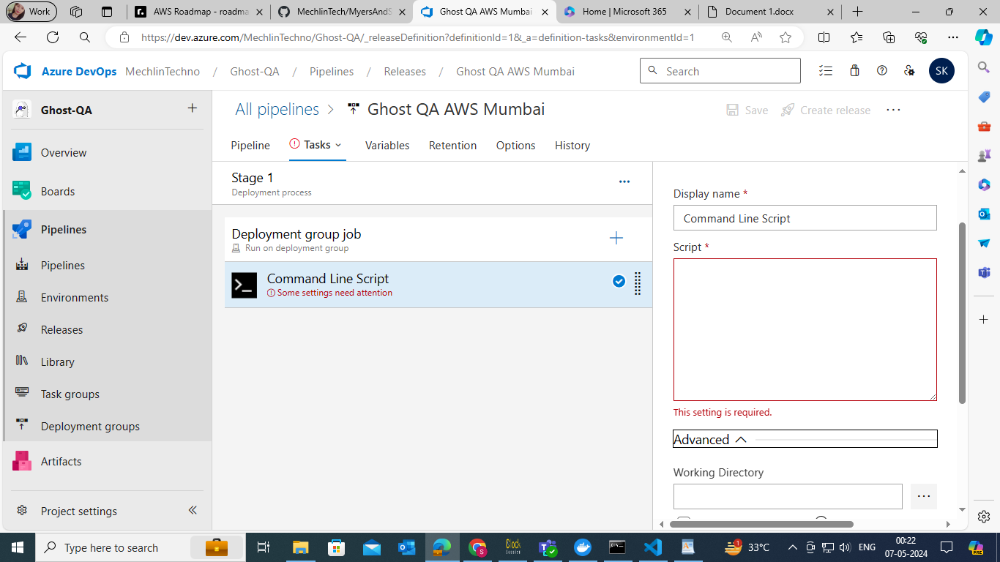 Work
AWS Roadmap - roadma
MechlinTech/MyersAndS
Ghost QA AWS Mumbai
Home | Microsoft 365
Document 1.docx
https://dev.azure.com/MechlinTechno/Ghost-QA/_releaseDefinition?definitionId=1&_a=definition-tasks&environmentId=1
Azure DevOps MechlinTechno / Ghost-QA / Pipelines / Releases / Ghost QA AWS Mumbai
Search
SK
Ghost-QA
All pipelines > Ghost QA AWS Mumbai
Save
Create release
Pipeline
Tasks
Variables
Retention
Options
History
Overview
Boards
Pipelines
Pipelines
Environments
Releases
Library
Task groups
Deployment groups
Artifacts
Project settings
Stage 1
Deployment process
Deployment group job
Run on deployment group
Command Line Script
Some settings need attention
Display name *
Command Line Script
Script *
This setting is required.
Advanced
Working Directory
Type here to search
33°C
ENG
00:22
07-05-2024